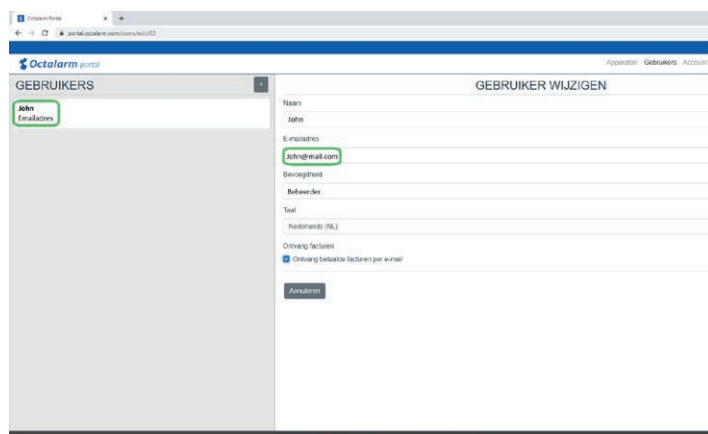 Octalarm Portal
portal.octalarm.com/users/edit/63
Octalarm portal
Apparaten Gebruikers Account
GEBRUIKERS
GEBRUIKER WIJZIGEN
John
Emailadres
Naam
John
E-mailadres
John@mail.com
Bevoegdheid
Beheerder
Taal
Nederlands (NL)
Ontvang facturen
Ontvang betaalde facturen per e-mail
Annuleren